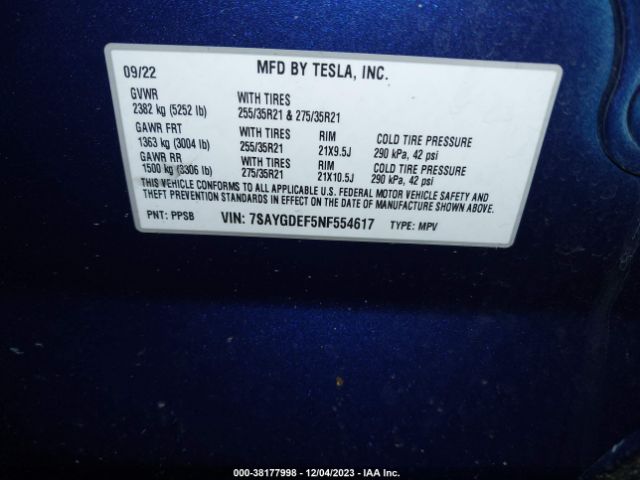 09/22 MFD BY TESLA, INC.
GVWR WITH TIRES
2382 kg (5252 lb) 255/35R21 & 275/35R21
GAWR FRT WITH TIRES RIM COLD TIRE PRESSURE
1363 kg (3004 lb) 255/35R21 21X9.5J 290 kPa, 42 psi
GAWR RR WITH TIRES RIM COLD TIRE PRESSURE
1500 kg (3306 lb) 275/35R21 21X10.5J 290 kPa, 42 psi
THIS VEHICLE CONFORMS TO ALL APPLICABLE U.S. FEDERAL MOTOR VEHICLE SAFETY AND
THEFT PREVENTION STANDARDS IN EFFECT ON THE DATE OF MANUFACTURE SHOWN ABOVE.
PNT: PPSB VIN: 7SAYGDEF5NF554617 TYPE: MPV
000-38177998 - 12/04/2023 - IAA Inc.